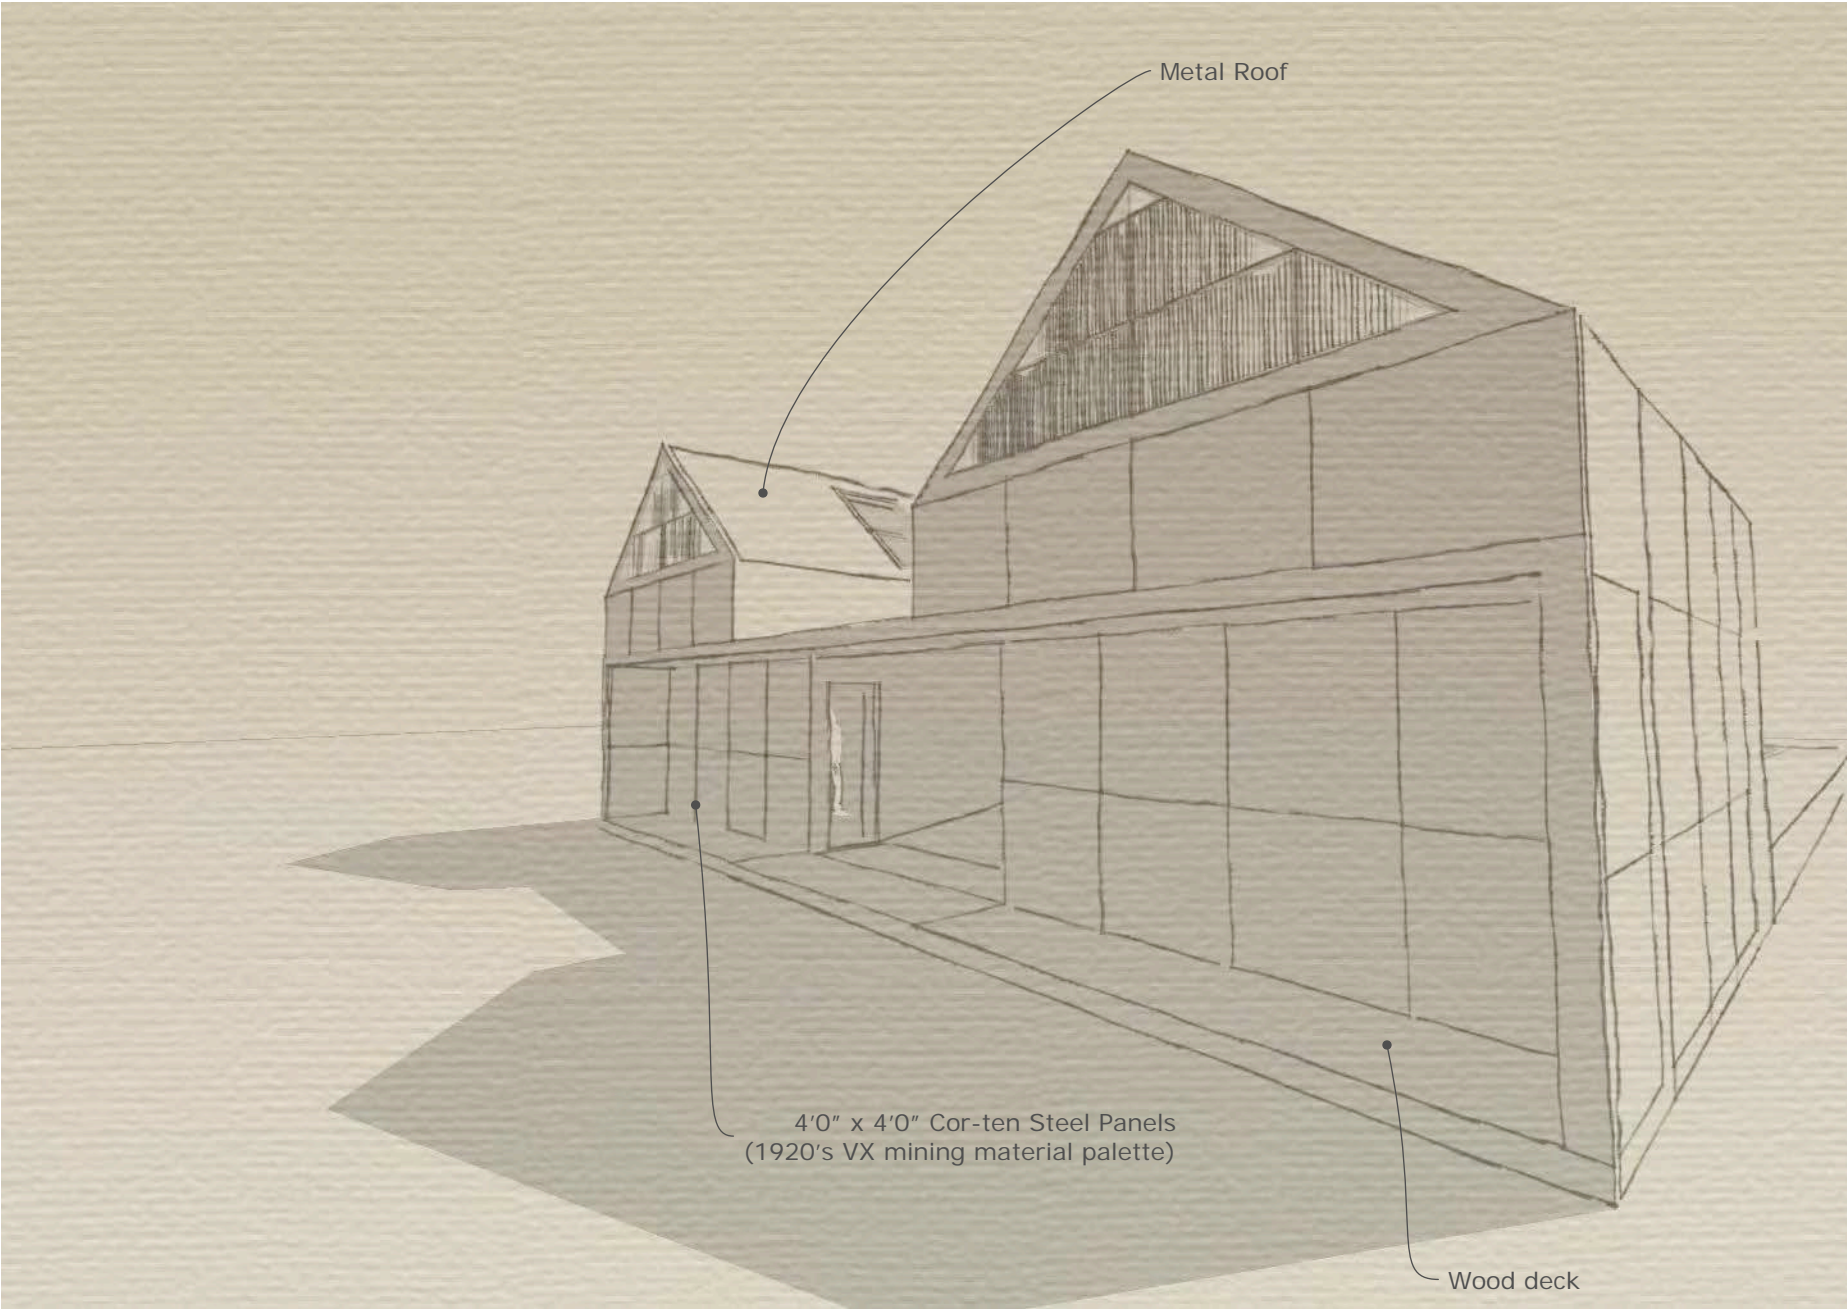 Metal Roof
4'0" x 4'0" Cor-ten Steel Panels
(1920's VX mining material palette)
Wood deck